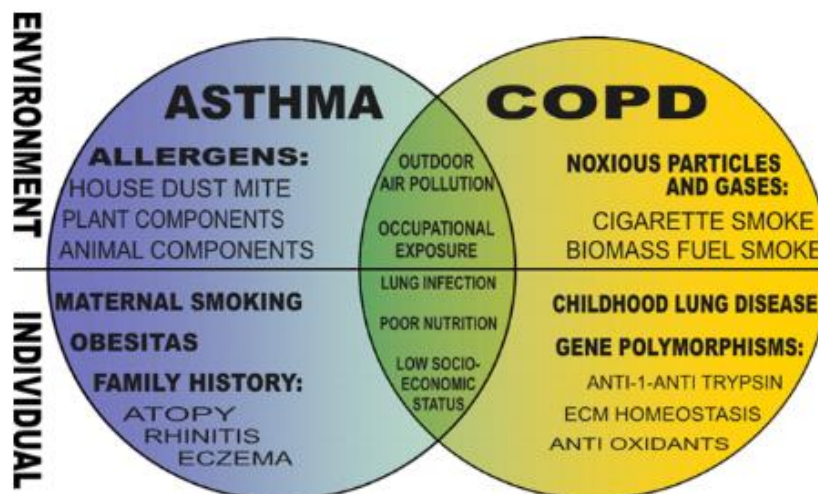 ENVIRONMENT
INDIVIDUAL
ASTHMA
ALLERGENS:
HOUSE DUST MITE
PLANT COMPONENTS
ANIMAL COMPONENTS
MATERNAL SMOKING
OBESITAS
FAMILY HISTORY:
ATOPY
RHINITIS
ECZEMA
OUTDOOR
AIR POLLUTION
OCCUPATIONAL
EXPOSURE
LUNG INFECTION
POOR NUTRITION
LOW SOCIO-
ECONOMIC
STATUS
COPD
NOXIOUS PARTICLES
AND GASES:
CIGARETTE SMOKE
BIOMASS FUEL SMOKE
CHILDHOOD LUNG DISEASE
GENE POLYMORPHISMS:
ANTI-1-ANTI TRYPSIN
ECM HOMEOSTASIS
ANTI OXIDANTS